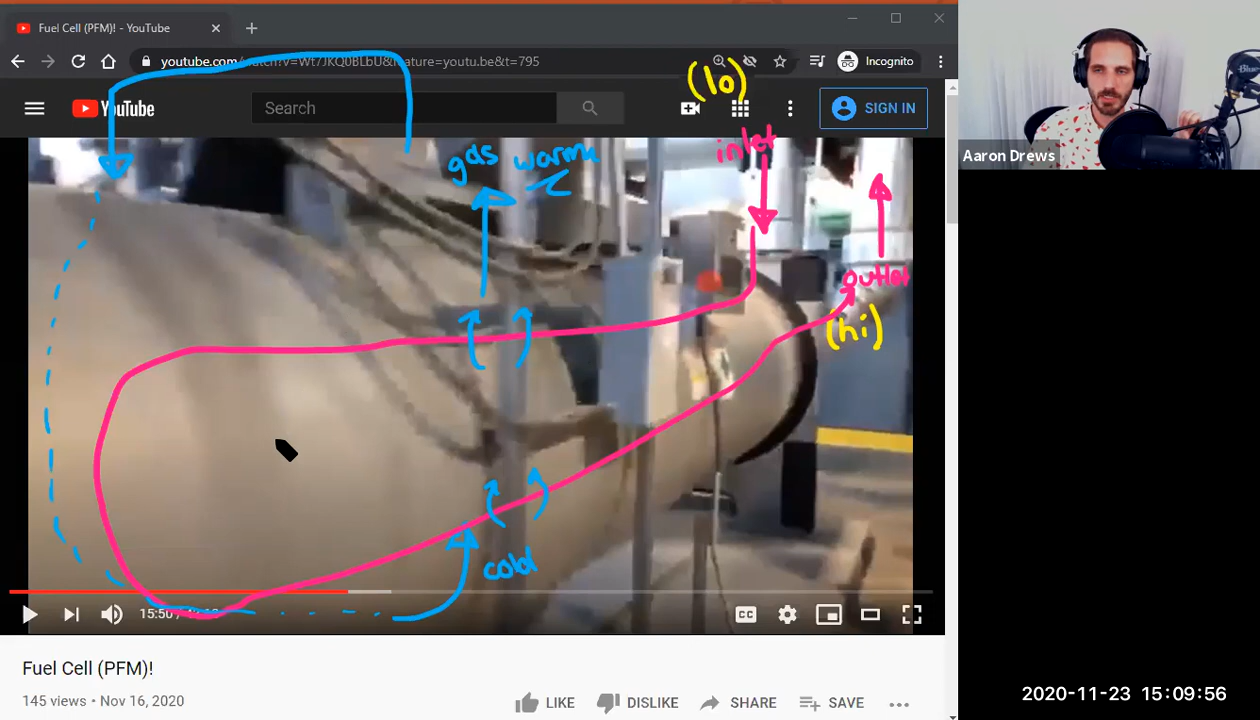 Fuel Cell (PFM)! - YouTube
youtube.com/watch?v=Wt7JKQ0BLbU&feature=youtu.be&t=795
Incognito
(lo)
YouTube
Search
SIGN IN
inlet
gas warm
Aaron Drews
outlet
(hi)
cold
15:50 /
CC
Fuel Cell (PFM)!
145 views • Nov 16, 2020
LIKE
DISLIKE
SHARE
SAVE
2020-11-23 15:09:56